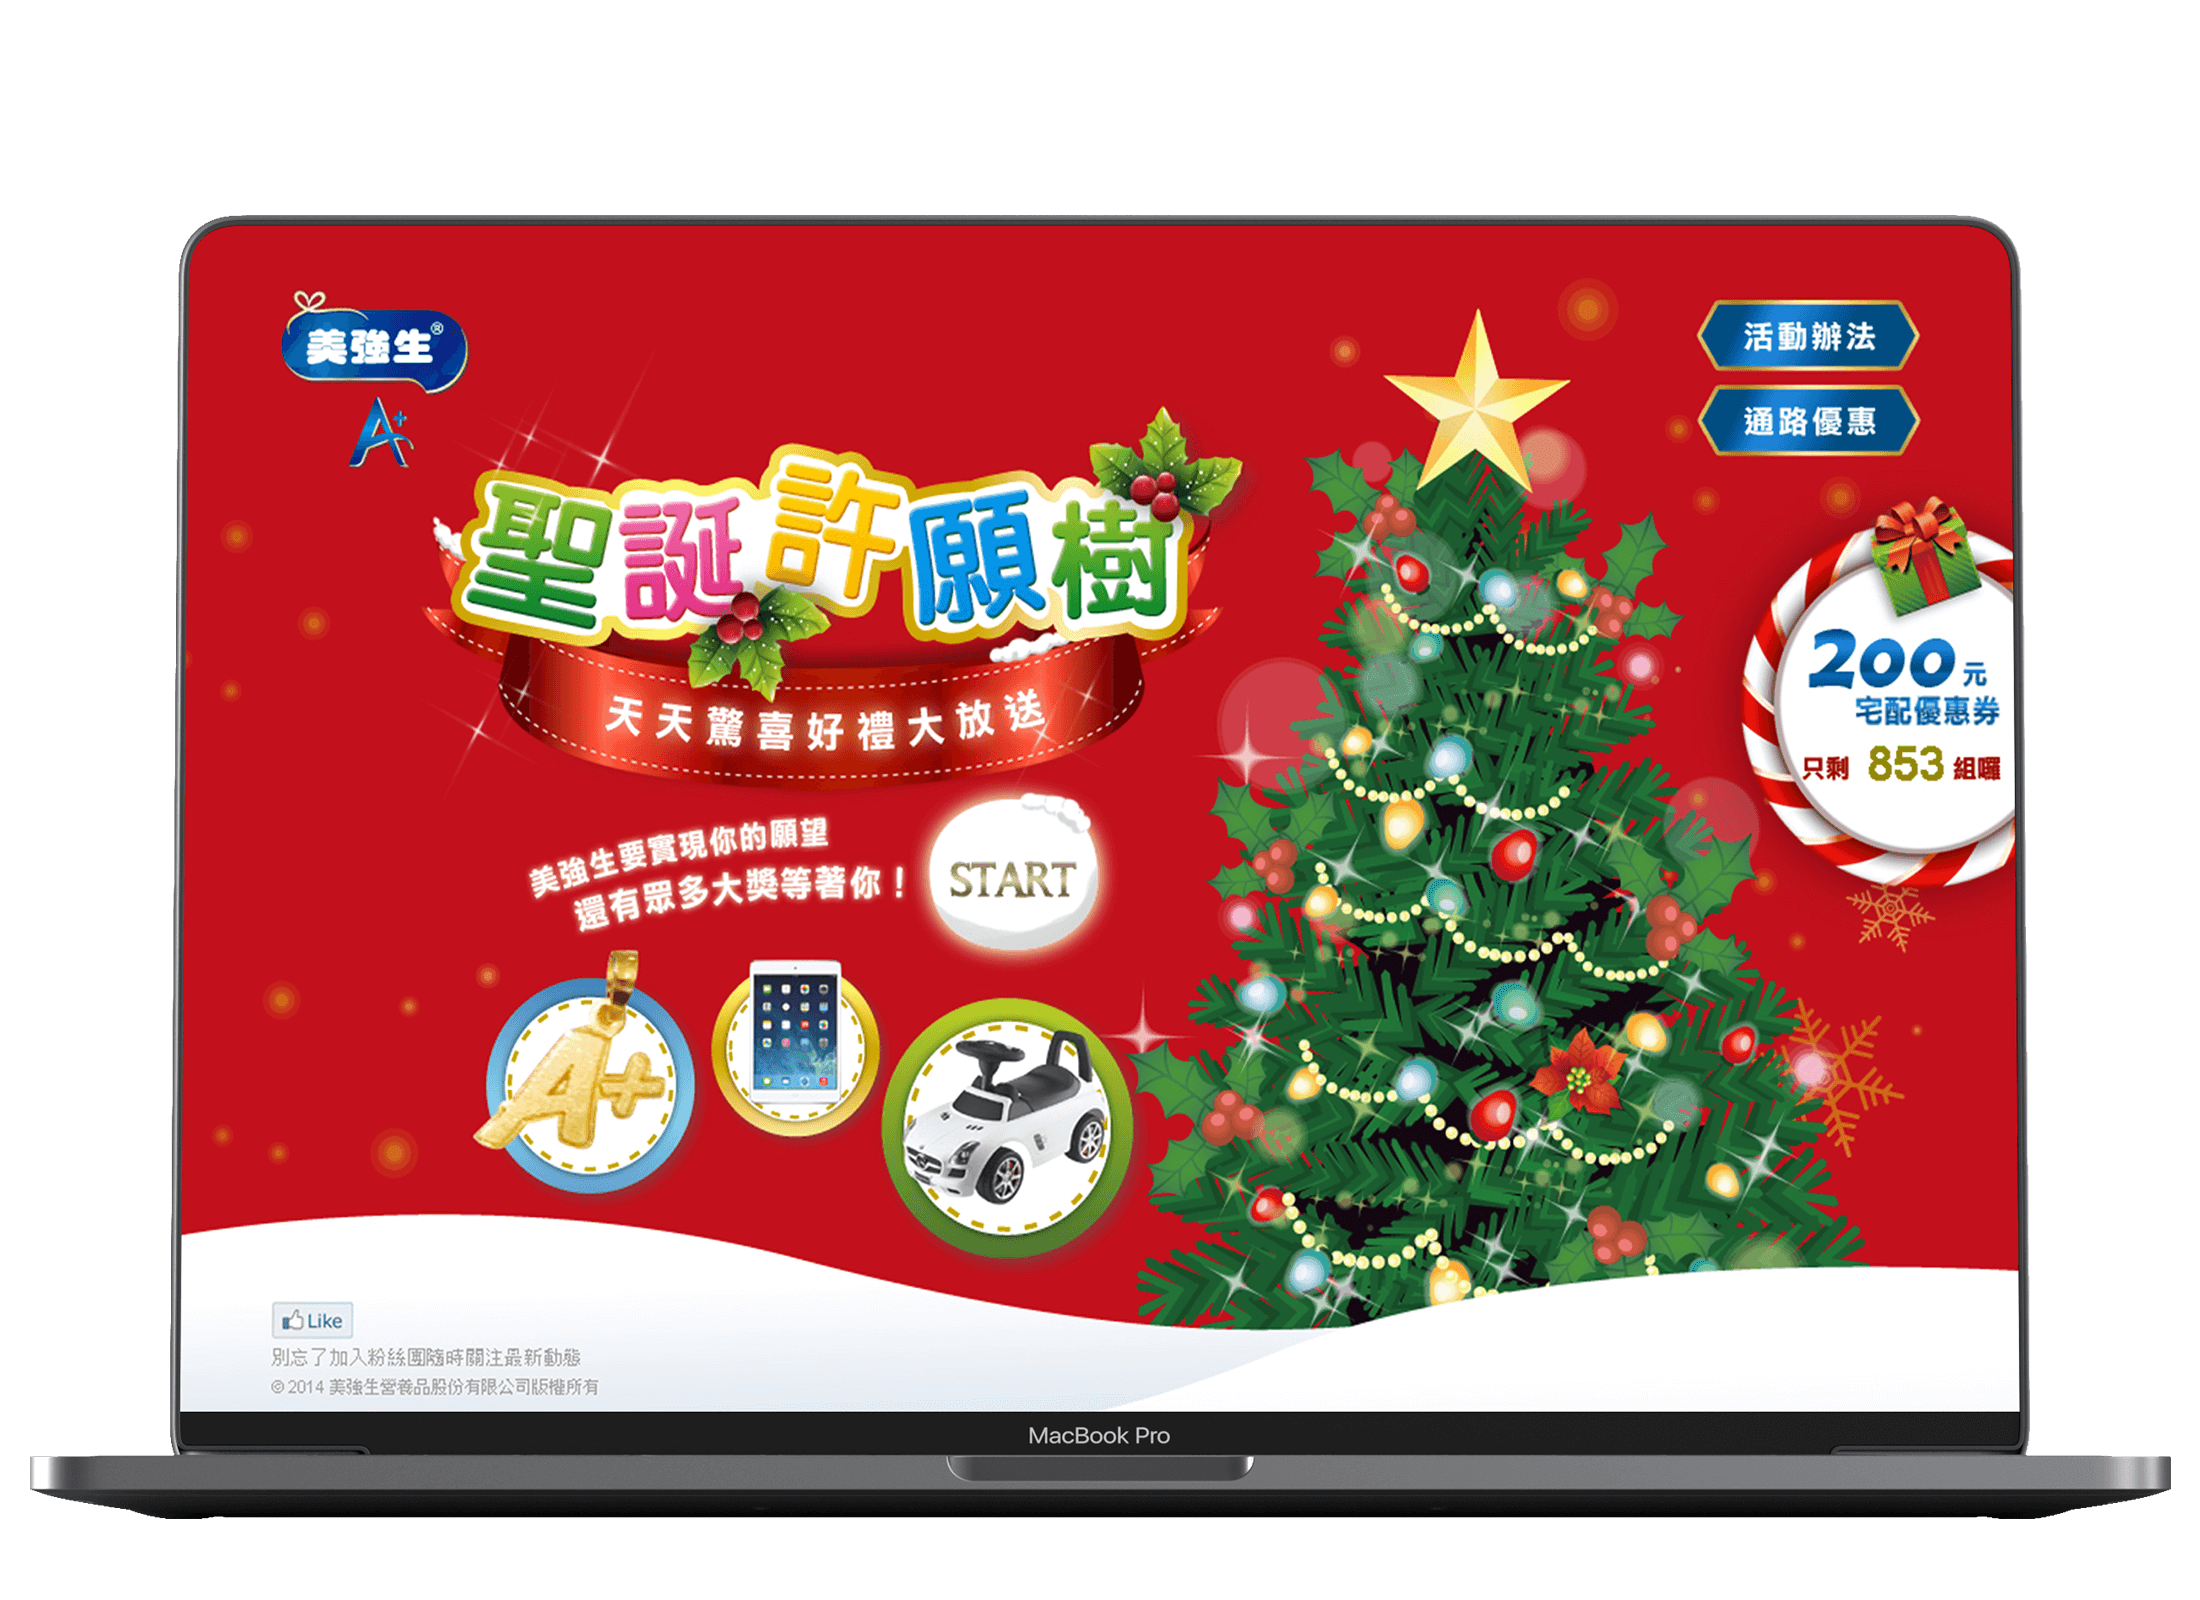 美強生®
A+
活動辦法
通路優惠
聖誕許願樹
天天驚喜好禮大放送
200元
宅配優惠券
只剩 853 組囉
美強生要實現你的願望
還有眾多大獎等著你！
START
A+
Like
別忘了加入粉絲團隨時關注最新動態
© 2014 美強生營養品股份有限公司版權所有
MacBook Pro